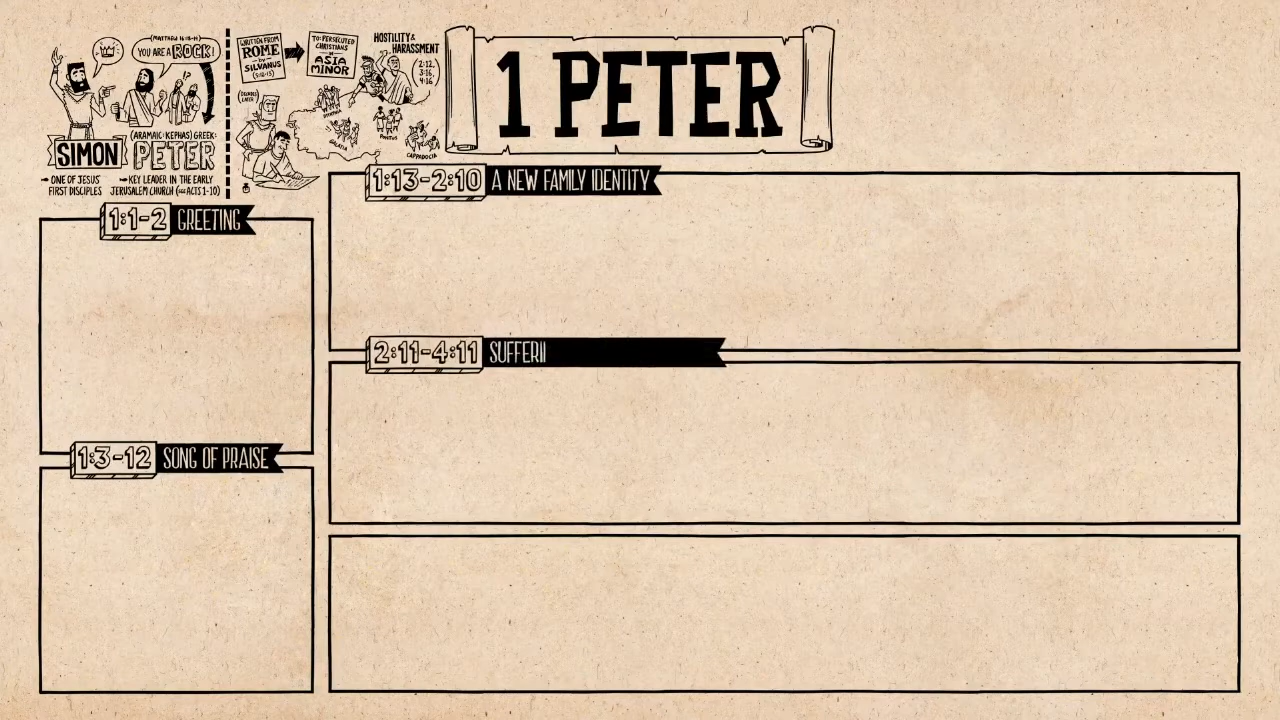 (MATTHEW 16:18-19)
YOU ARE A ROCK!
SIMON
(ARAMAIC: KEPHAS) GREEK:
PETER
→ ONE OF JESUS'
FIRST DISCIPLES
→ KEY LEADER IN THE EARLY
JERUSALEM CHURCH (see ACTS 1-10)
WRITTEN FROM
ROME
by
SILVANUS
(5:12-13)
TO: PERSECUTED
CHRISTIANS
in
ASIA
MINOR
HOSTILITY &
HARASSMENT
(2:12,
3:16,
4:16
(DECADES
LATER
GALATIA
PONTUS
CAPPADOCIA
1 PETER
1:1-2 GREETING
1:3-12 SONG OF PRAISE
1:13-2:10 A NEW FAMILY IDENTITY
2:11-4:11 SUFFERI